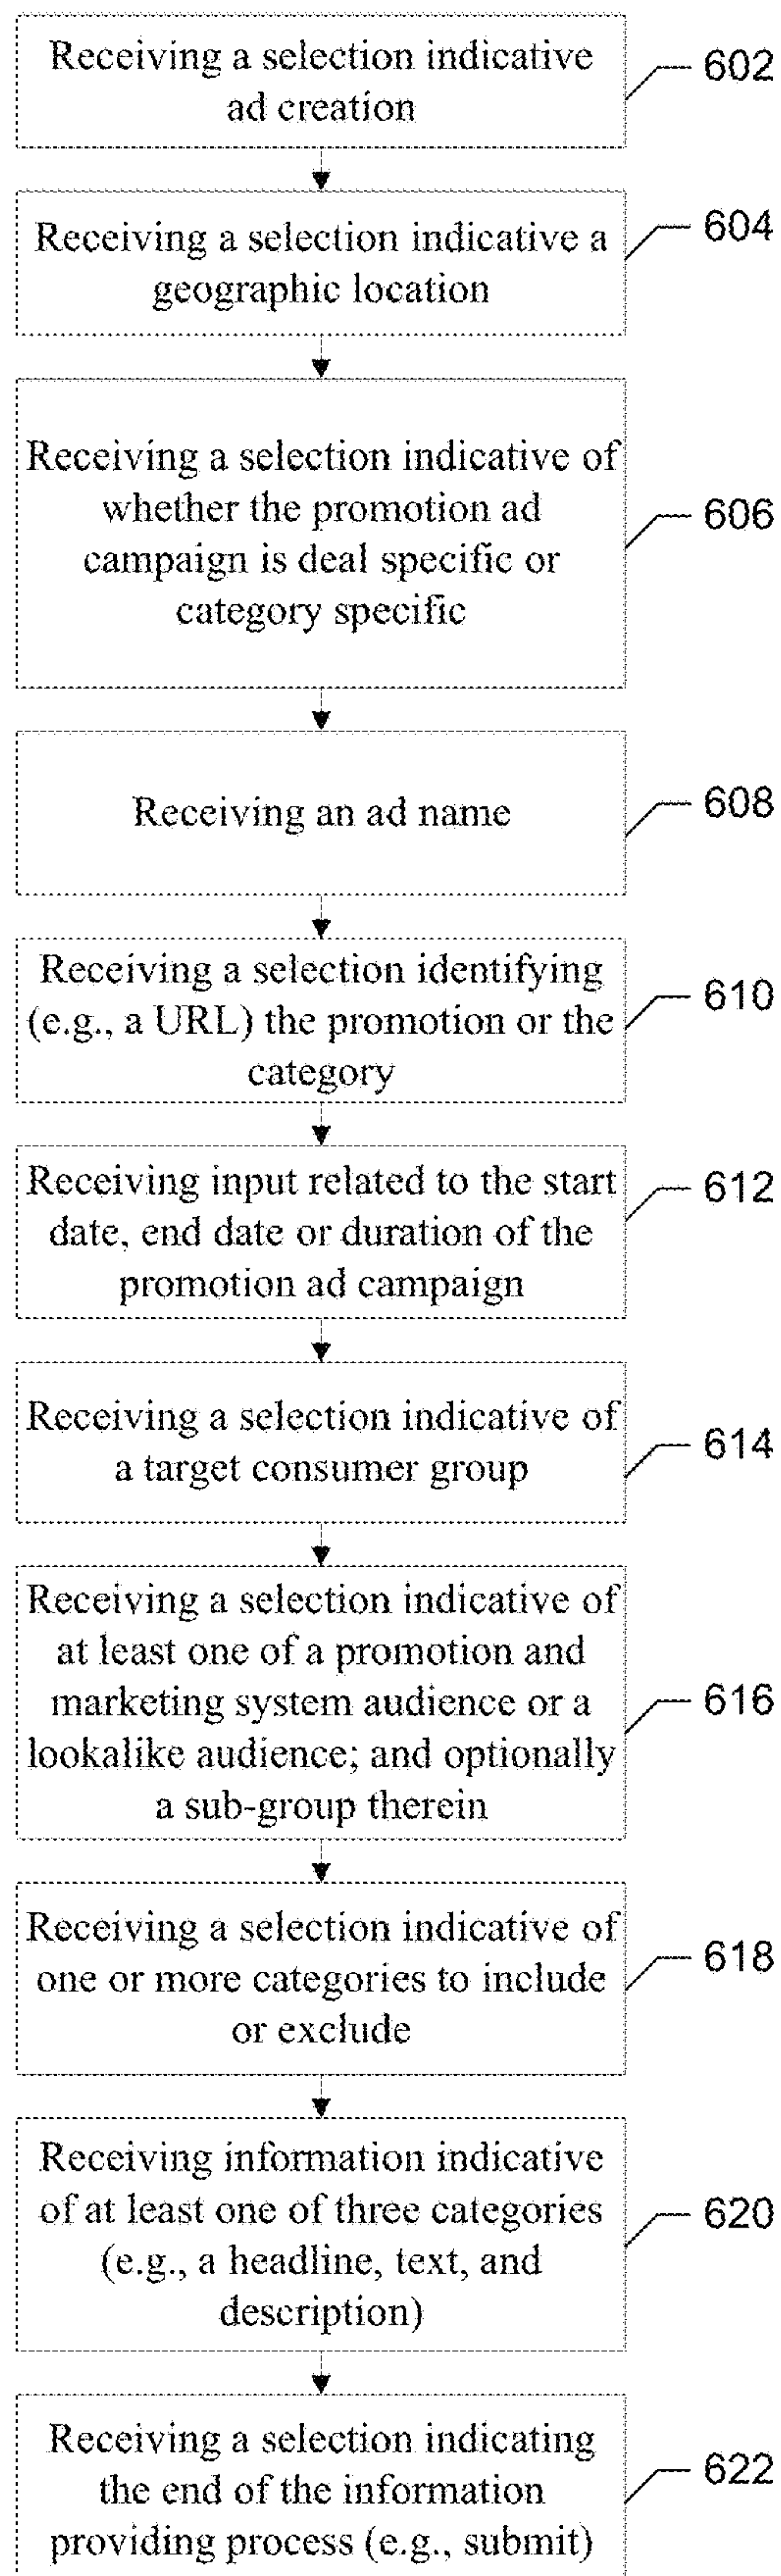 Receiving a selection indicative
ad creation
602
Receiving a selection indicative a
geographic location
604
Receiving a selection indicative of
whether the promotion ad
campaign is deal specific or
category specific
606
Receiving an ad name
608
Receiving a selection identifying
(e.g., a URL) the promotion or the
category
610
Receiving input related to the start
date, end date or duration of the
promotion ad campaign
612
Receiving a selection indicative of
a target consumer group
614
Receiving a selection indicative of
at least one of a promotion and
marketing system audience or a
lookalike audience; and optionally
a sub-group therein
616
Receiving a selection indicative of
one or more categories to include
or exclude
618
Receiving information indicative
of at least one of three categories
(e.g., a headline, text, and
description)
620
Receiving a selection indicating
the end of the information
providing process (e.g., submit)
622